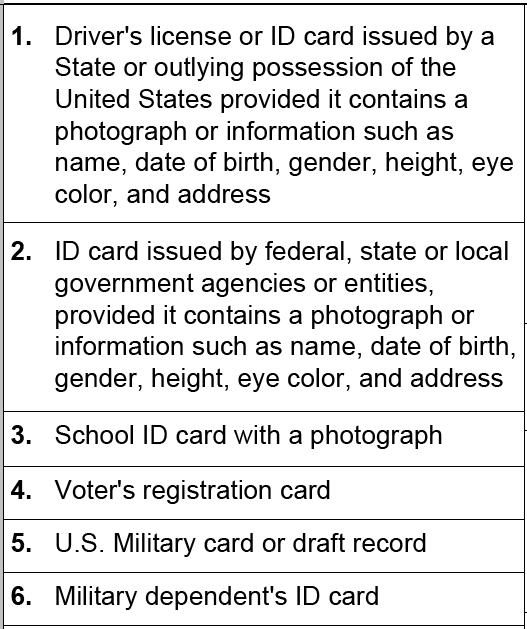 1. Driver's license or ID card issued by a
State or outlying possession of the
United States provided it contains a
photograph or information such as
name, date of birth, gender, height, eye
color, and address
2. ID card issued by federal, state or local
government agencies or entities,
provided it contains a photograph or
information such as name, date of birth,
gender, height, eye color, and address
3. School ID card with a photograph
4. Voter's registration card
5. U.S. Military card or draft record
6. Military dependent's ID card